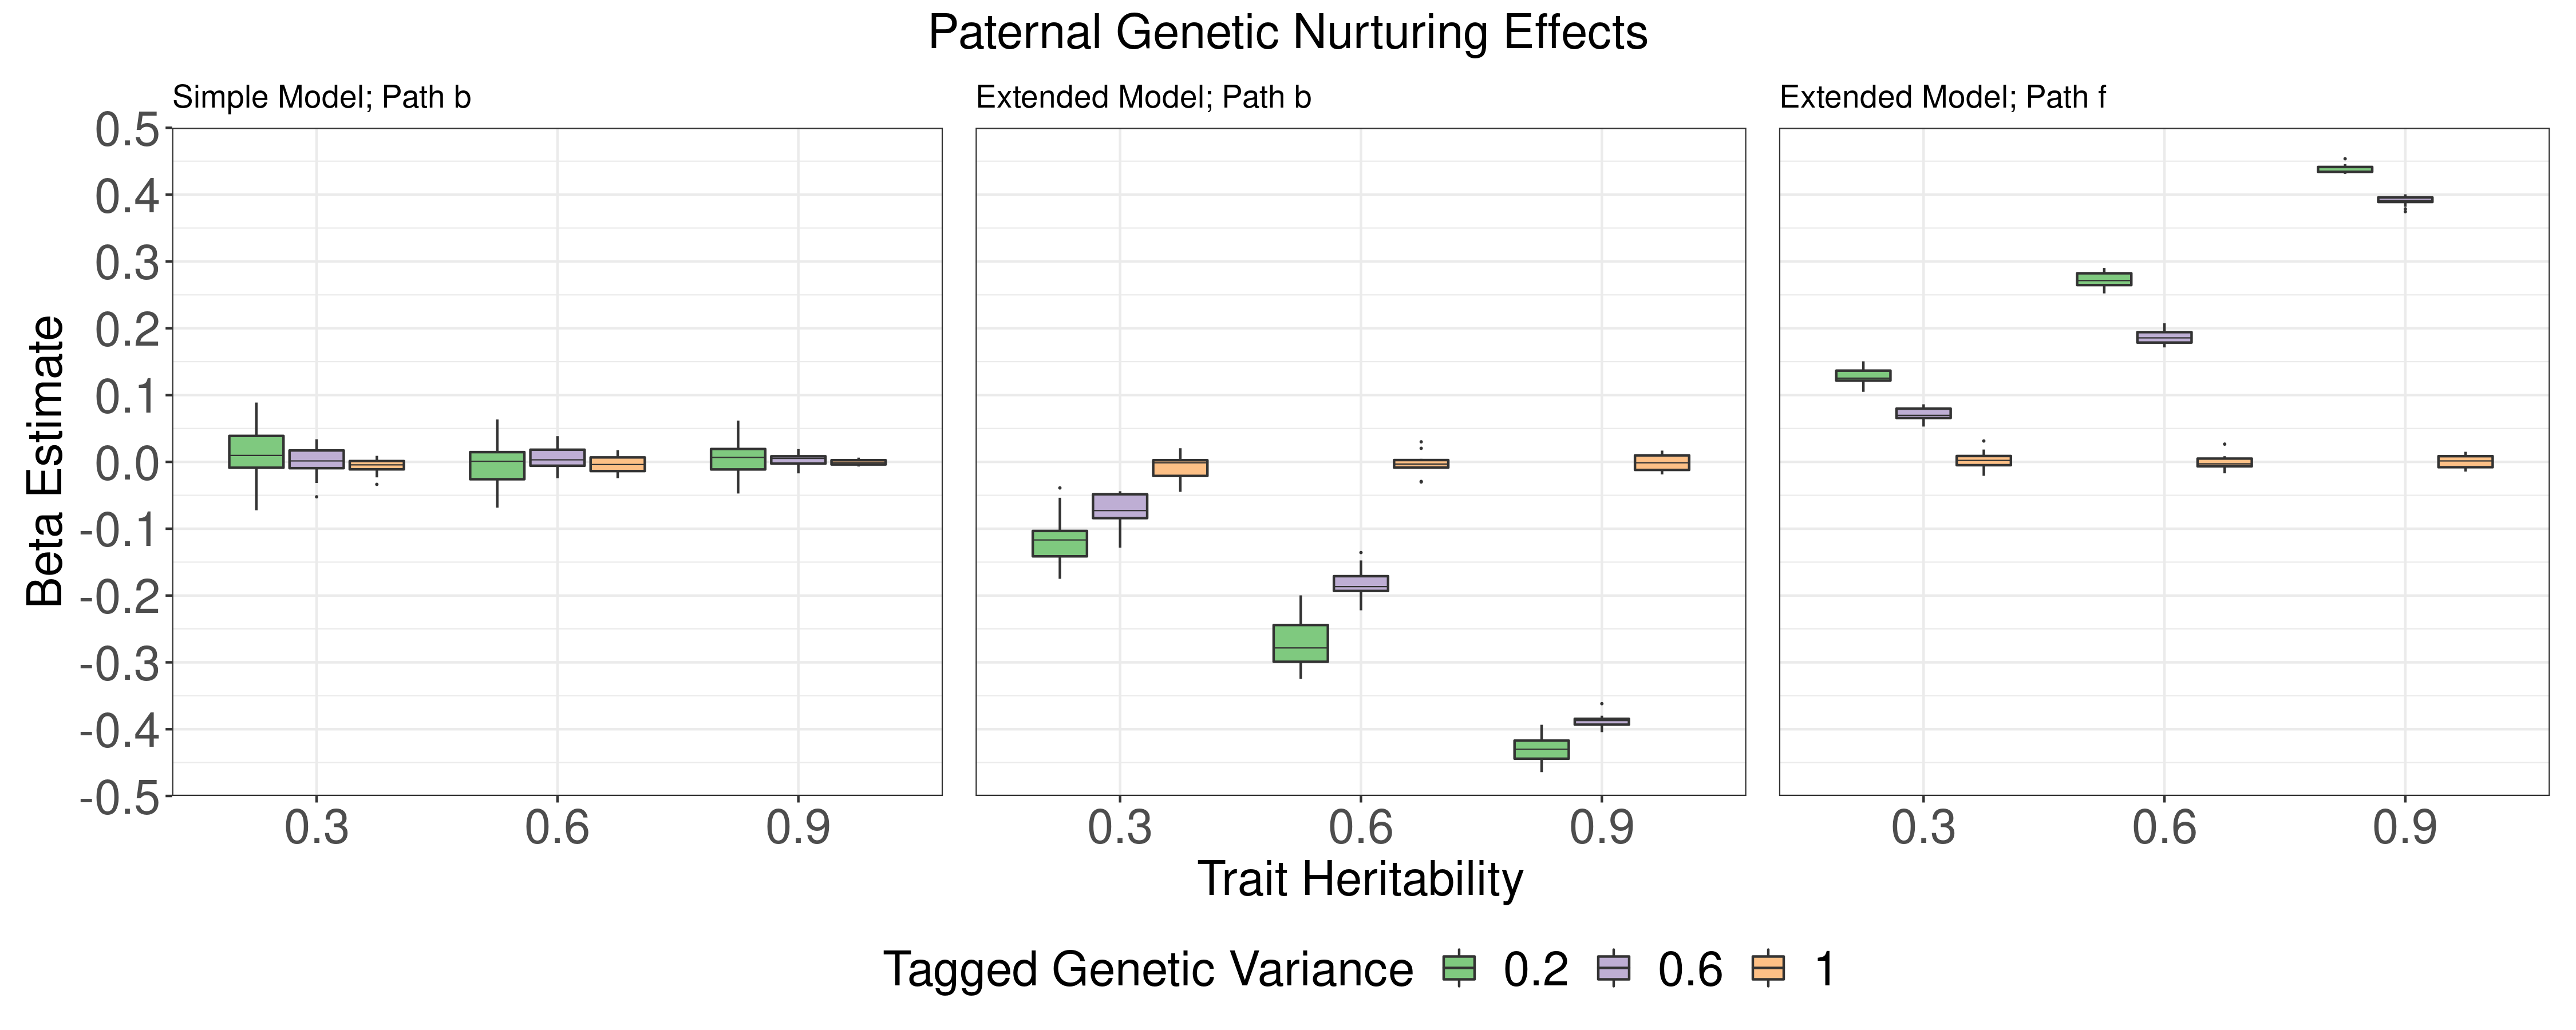 Paternal Genetic Nurturing Effects
Simple Model; Path b
Extended Model; Path b
Extended Model; Path f
Beta Estimate
0.5
0.4
0.3
0.2
0.1
0.0
-0.1
-0.2
-0.3
-0.4
-0.5
0.3 0.6 0.9
0.3 0.6 0.9
0.3 0.6 0.9
Trait Heritability
Tagged Genetic Variance 0.2 0.6 1